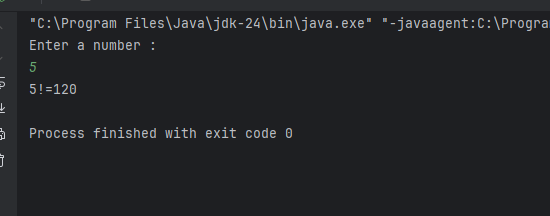 "C:\Program Files\Java\jdk-24\bin\java.exe" "-javaagent:C:\Progra
Enter a number :
5
5!=120
Process finished with exit code 0